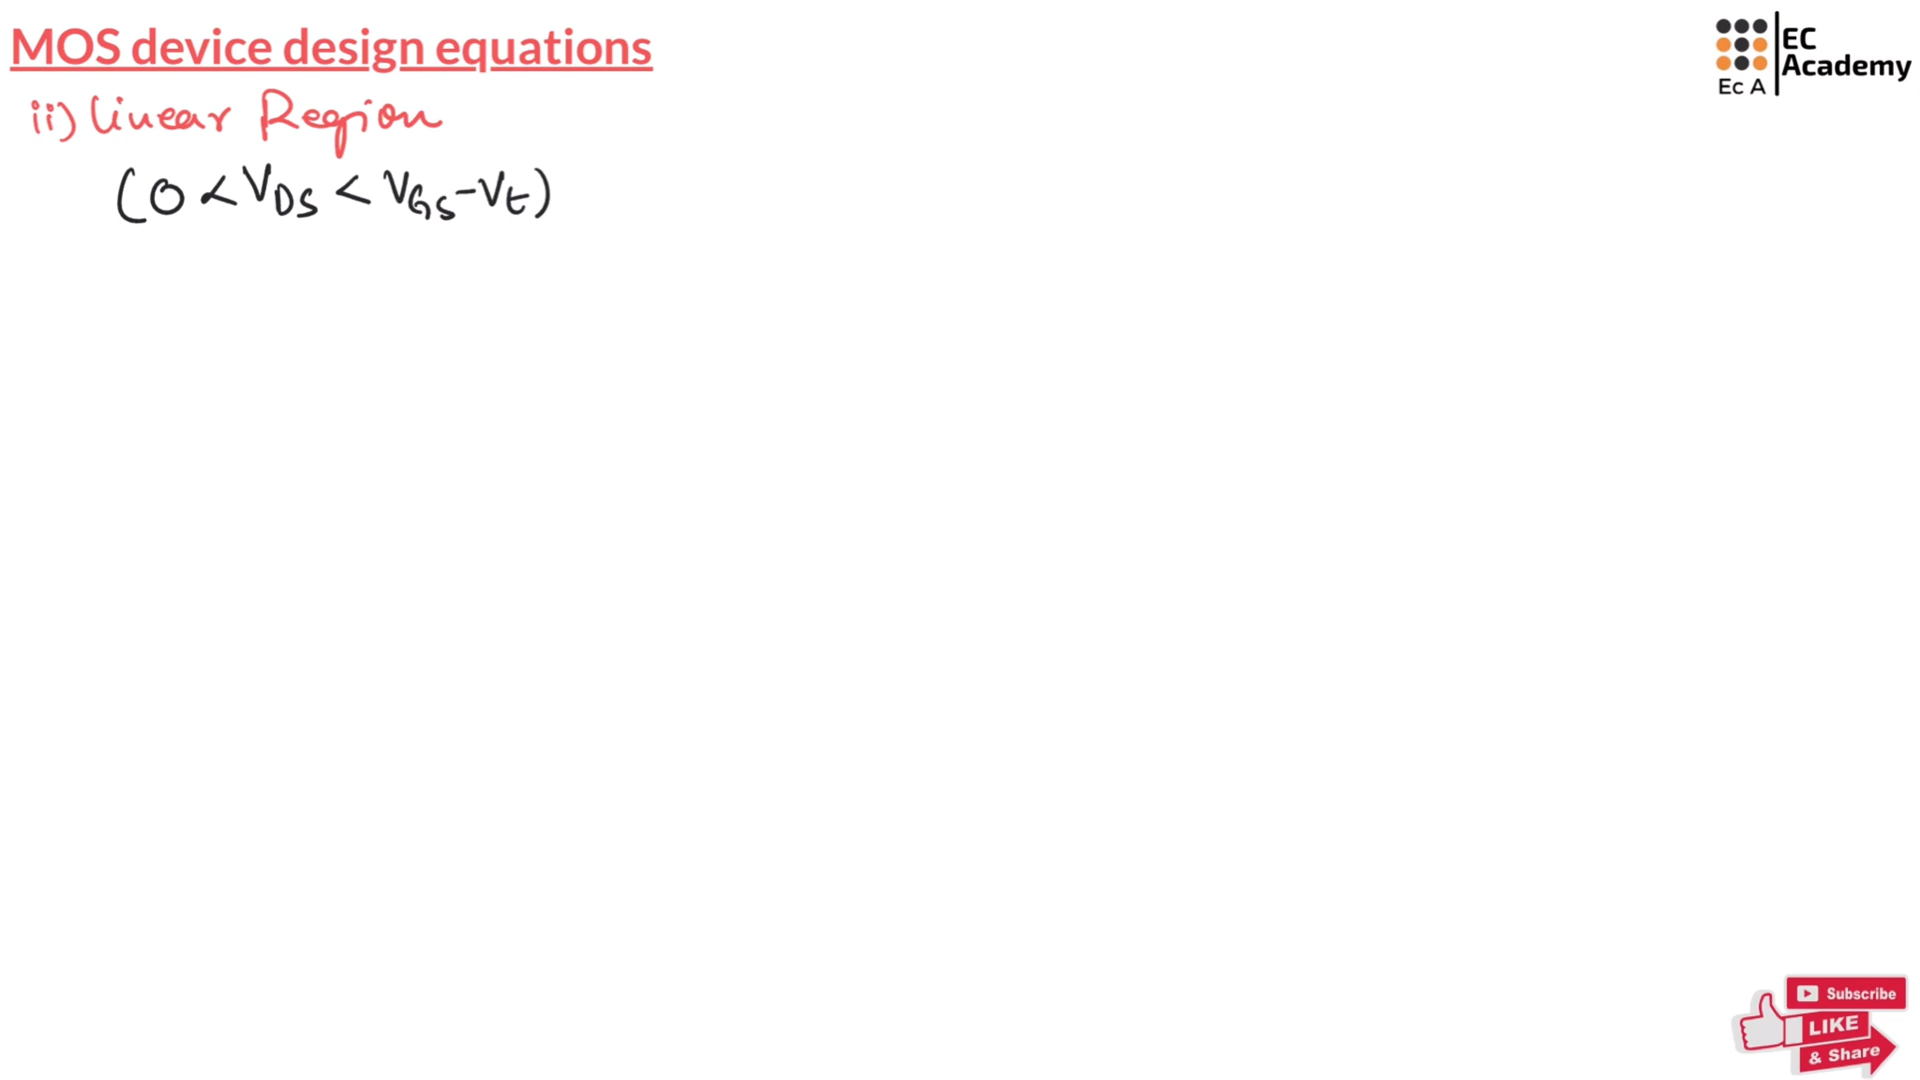 MOS device design equations
EC
Academy
Ec A
ii) Linear Region
(0 < VDS < VGS - Vt)
Subscribe
LIKE
& Share